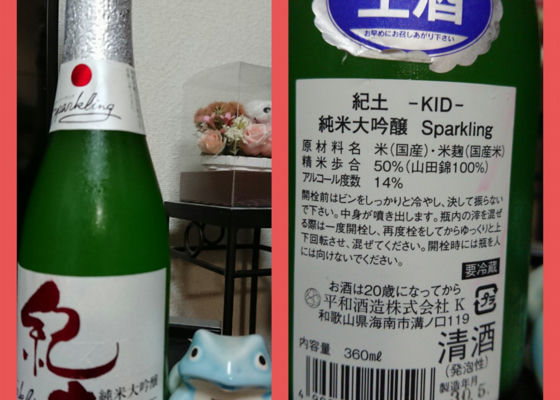 Sparkling
紀
純米大吟醸
生酒
お早めにお召しあがり下さい
紀土 -KID-
純米大吟醸 Sparkling
原材料名 米(国産)・米麹(国産米)
精米歩合 50%(山田錦100%)
アルコール度数 14%
開栓前はビンをしっかりと冷やし、決して振らない
で下さい。中身が噴き出します。瓶内の滓を混ぜ
る際は一度開栓し、再度栓をしてからゆっくりと上
下回転させ、混ぜてください。開栓時には瓶を人
には向けないでください。
要冷蔵
お酒は20歳になってから
平和酒造株式会社 K
和歌山県海南市溝ノ口119
プラ
内容量 360ml
清酒
(発泡性)
製造年月
30.5.